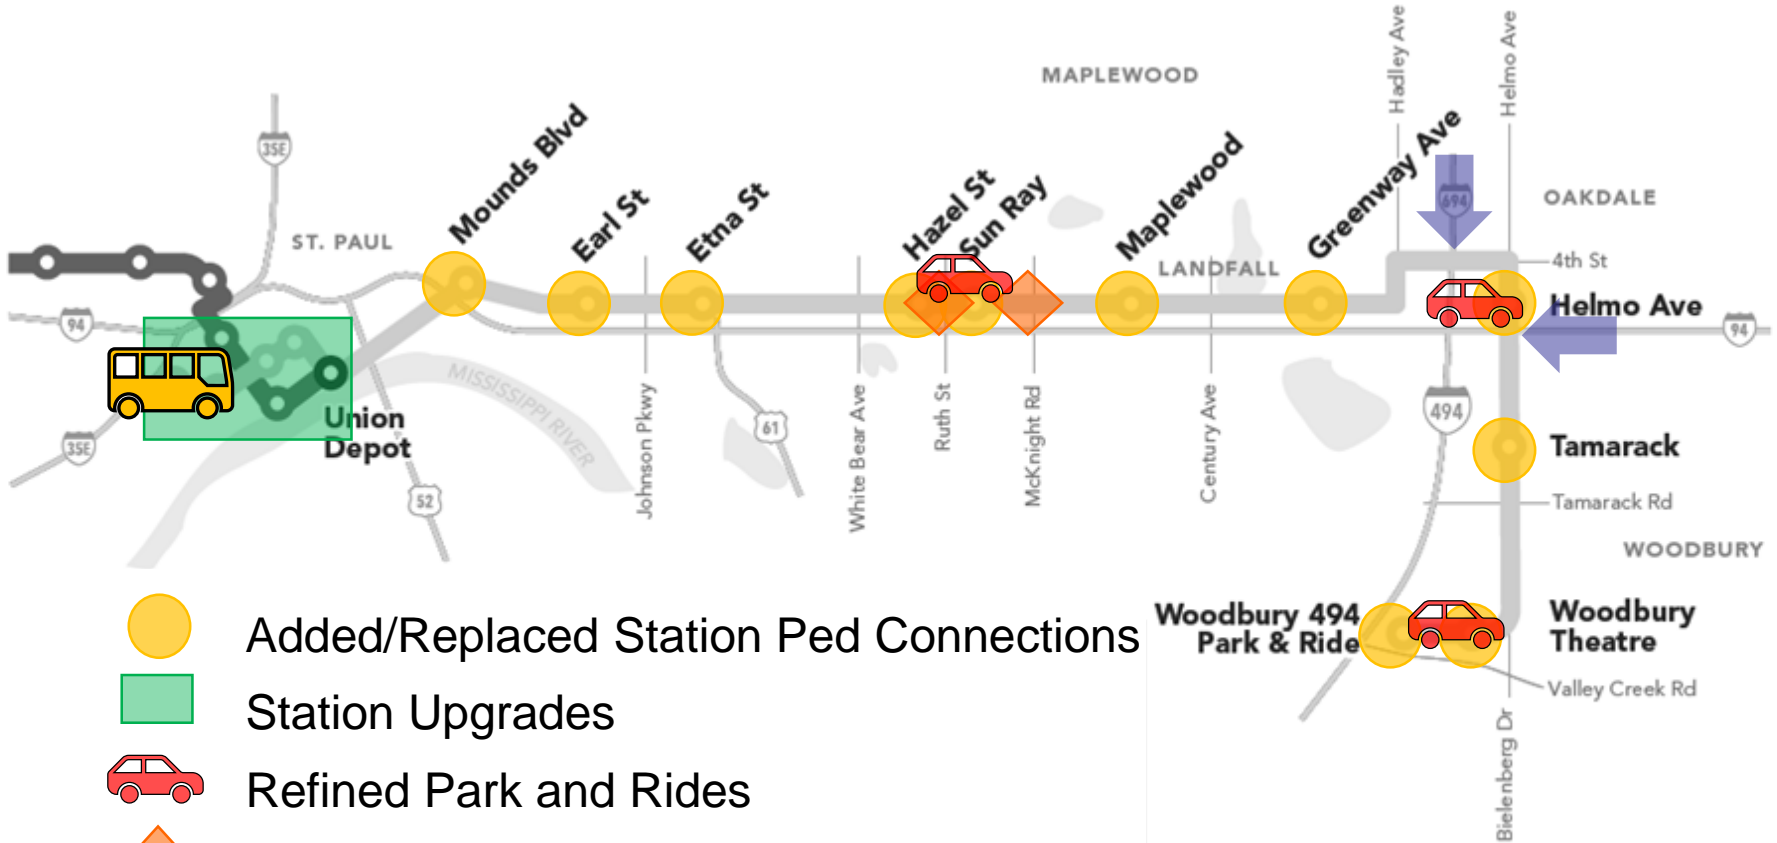 Hadley Ave
Helmo Ave
MAPLEWOOD
35E
ST. PAUL
Mounds Blvd
Earl St
Etna St
Hazel St
Sun Ray
Maplewood
Greenway Ave
694
OAKDALE
LANDFALL
4th St
Helmo Ave
94
94
MISSISSIPPI RIVER
Union
Depot
35E
52
Johnson Pkwy
61
White Bear Ave
Ruth St
McKnight Rd
Century Ave
494
Tamarack
Tamarack Rd
WOODBURY
Woodbury 494
Park & Ride
Woodbury
Theatre
Valley Creek Rd
Bielenberg Dr
Added/Replaced Station Ped Connections
Station Upgrades
Refined Park and Rides